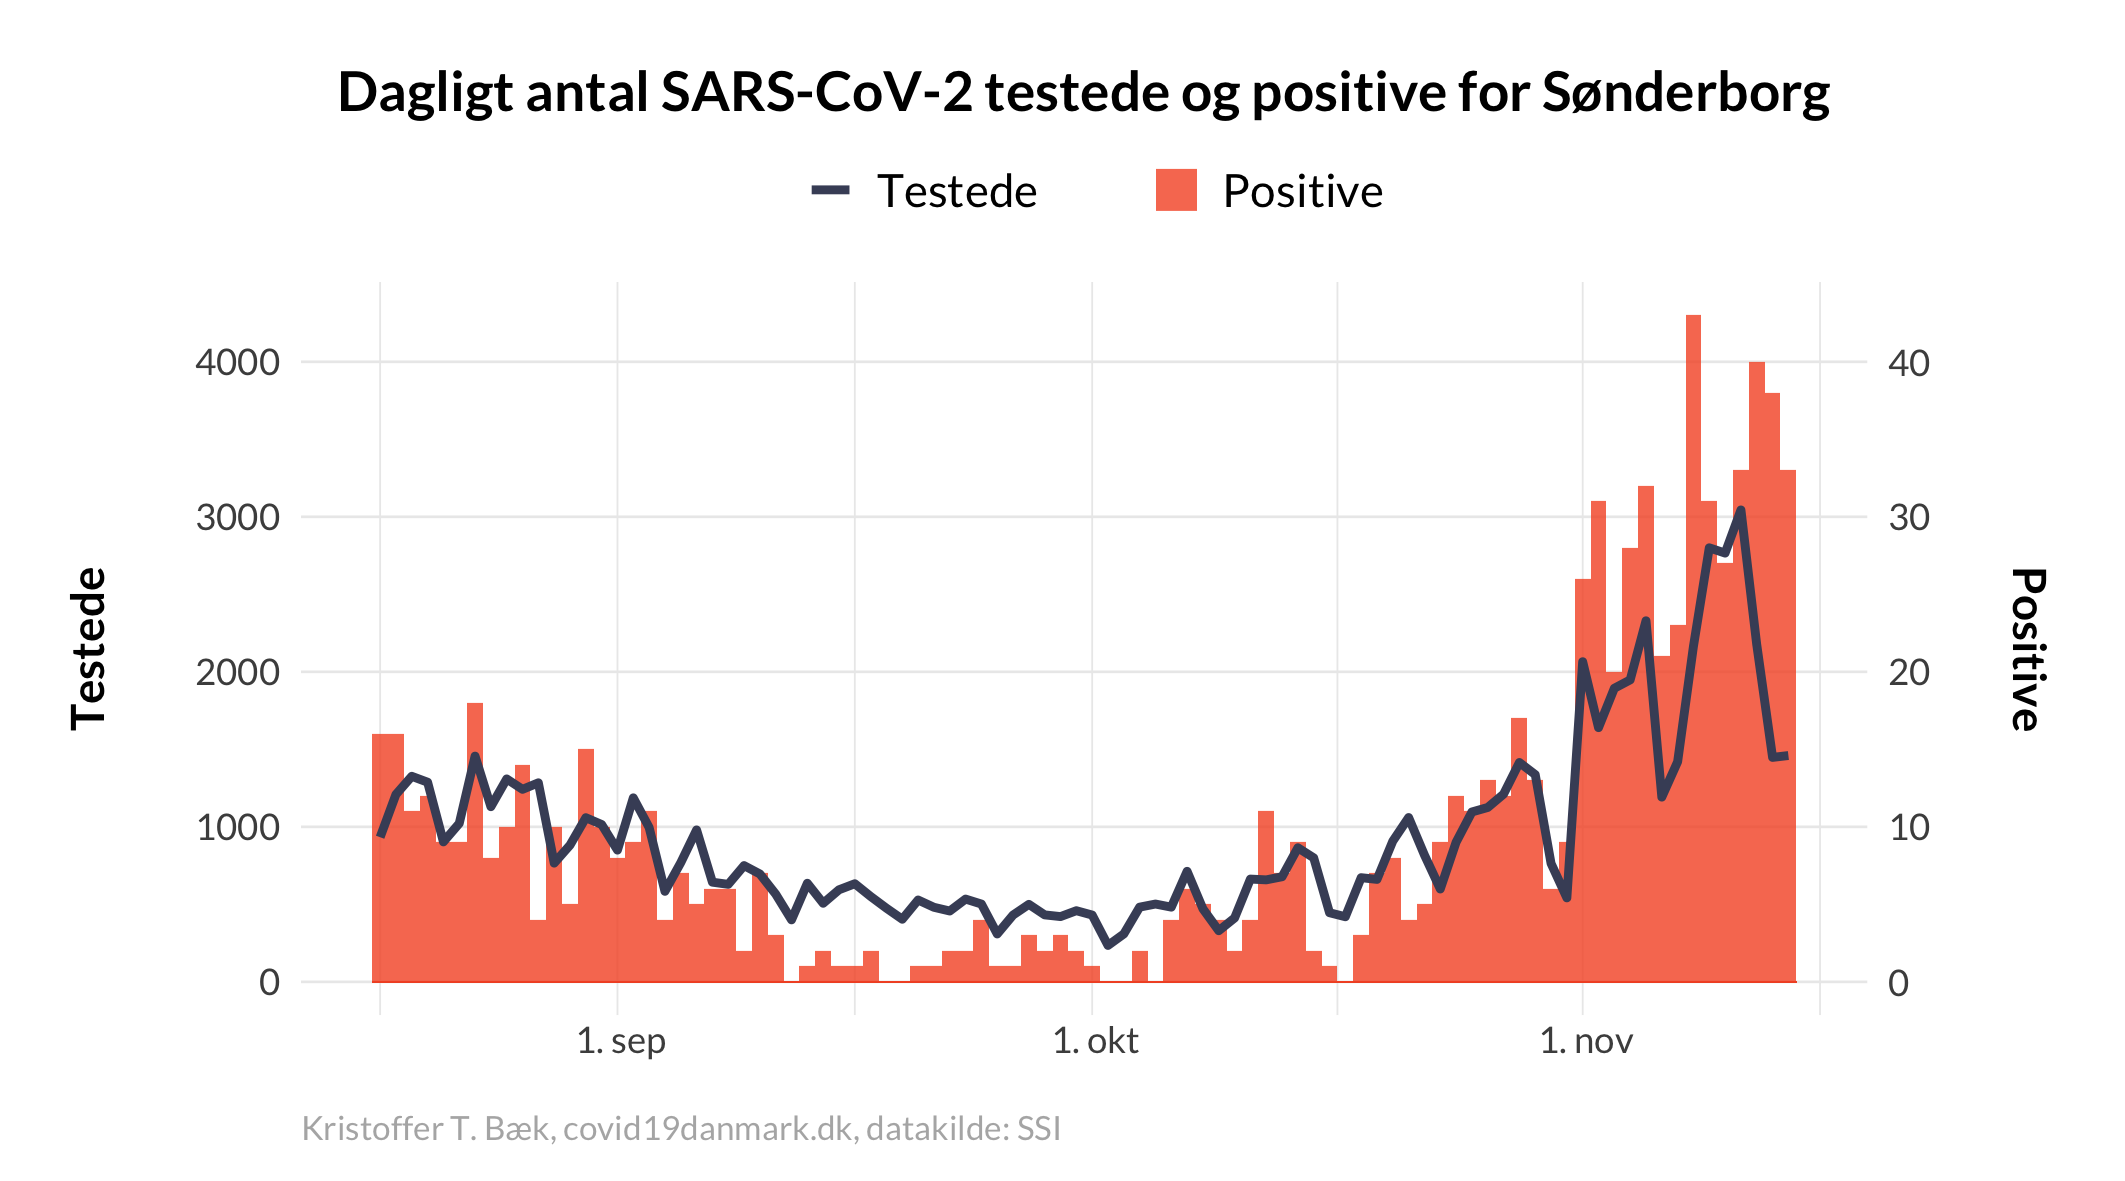 Dagligt antal SARS-CoV-2 testede og positive for Sønderborg
Testede
Positive
4000
3000
2000
1000
0
Testede
40
30
20
10
0
Positive
1. sep
1. okt
1. nov
Kristoffer T. Bæk, covid19danmark.dk, datakilde: SSI